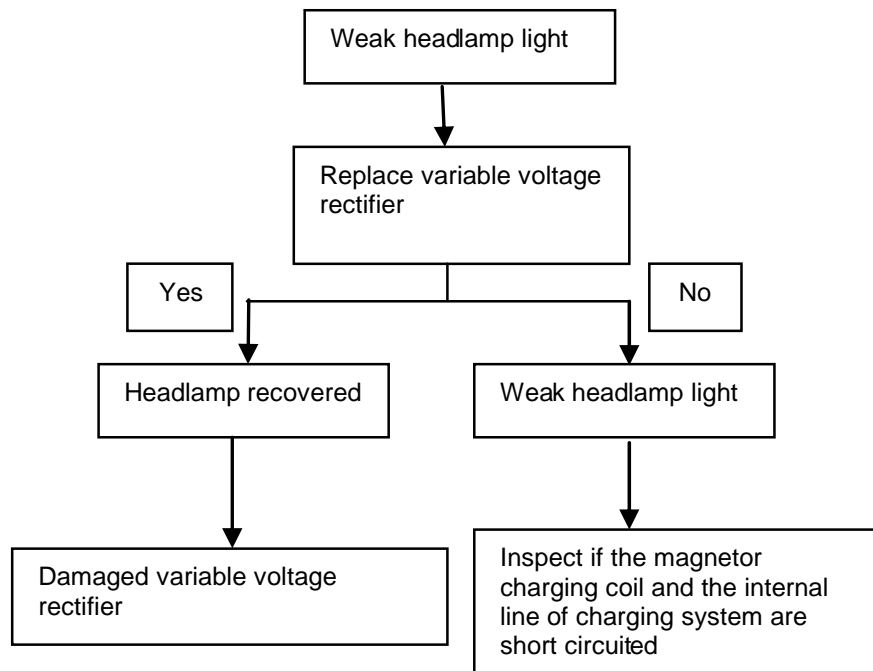 Weak headlamp light
Replace variable voltage
rectifier
Yes
No
Headlamp recovered
Weak headlamp light
Damaged variable voltage
rectifier
Inspect if the magnetor
charging coil and the internal
line of charging system are
short circuited